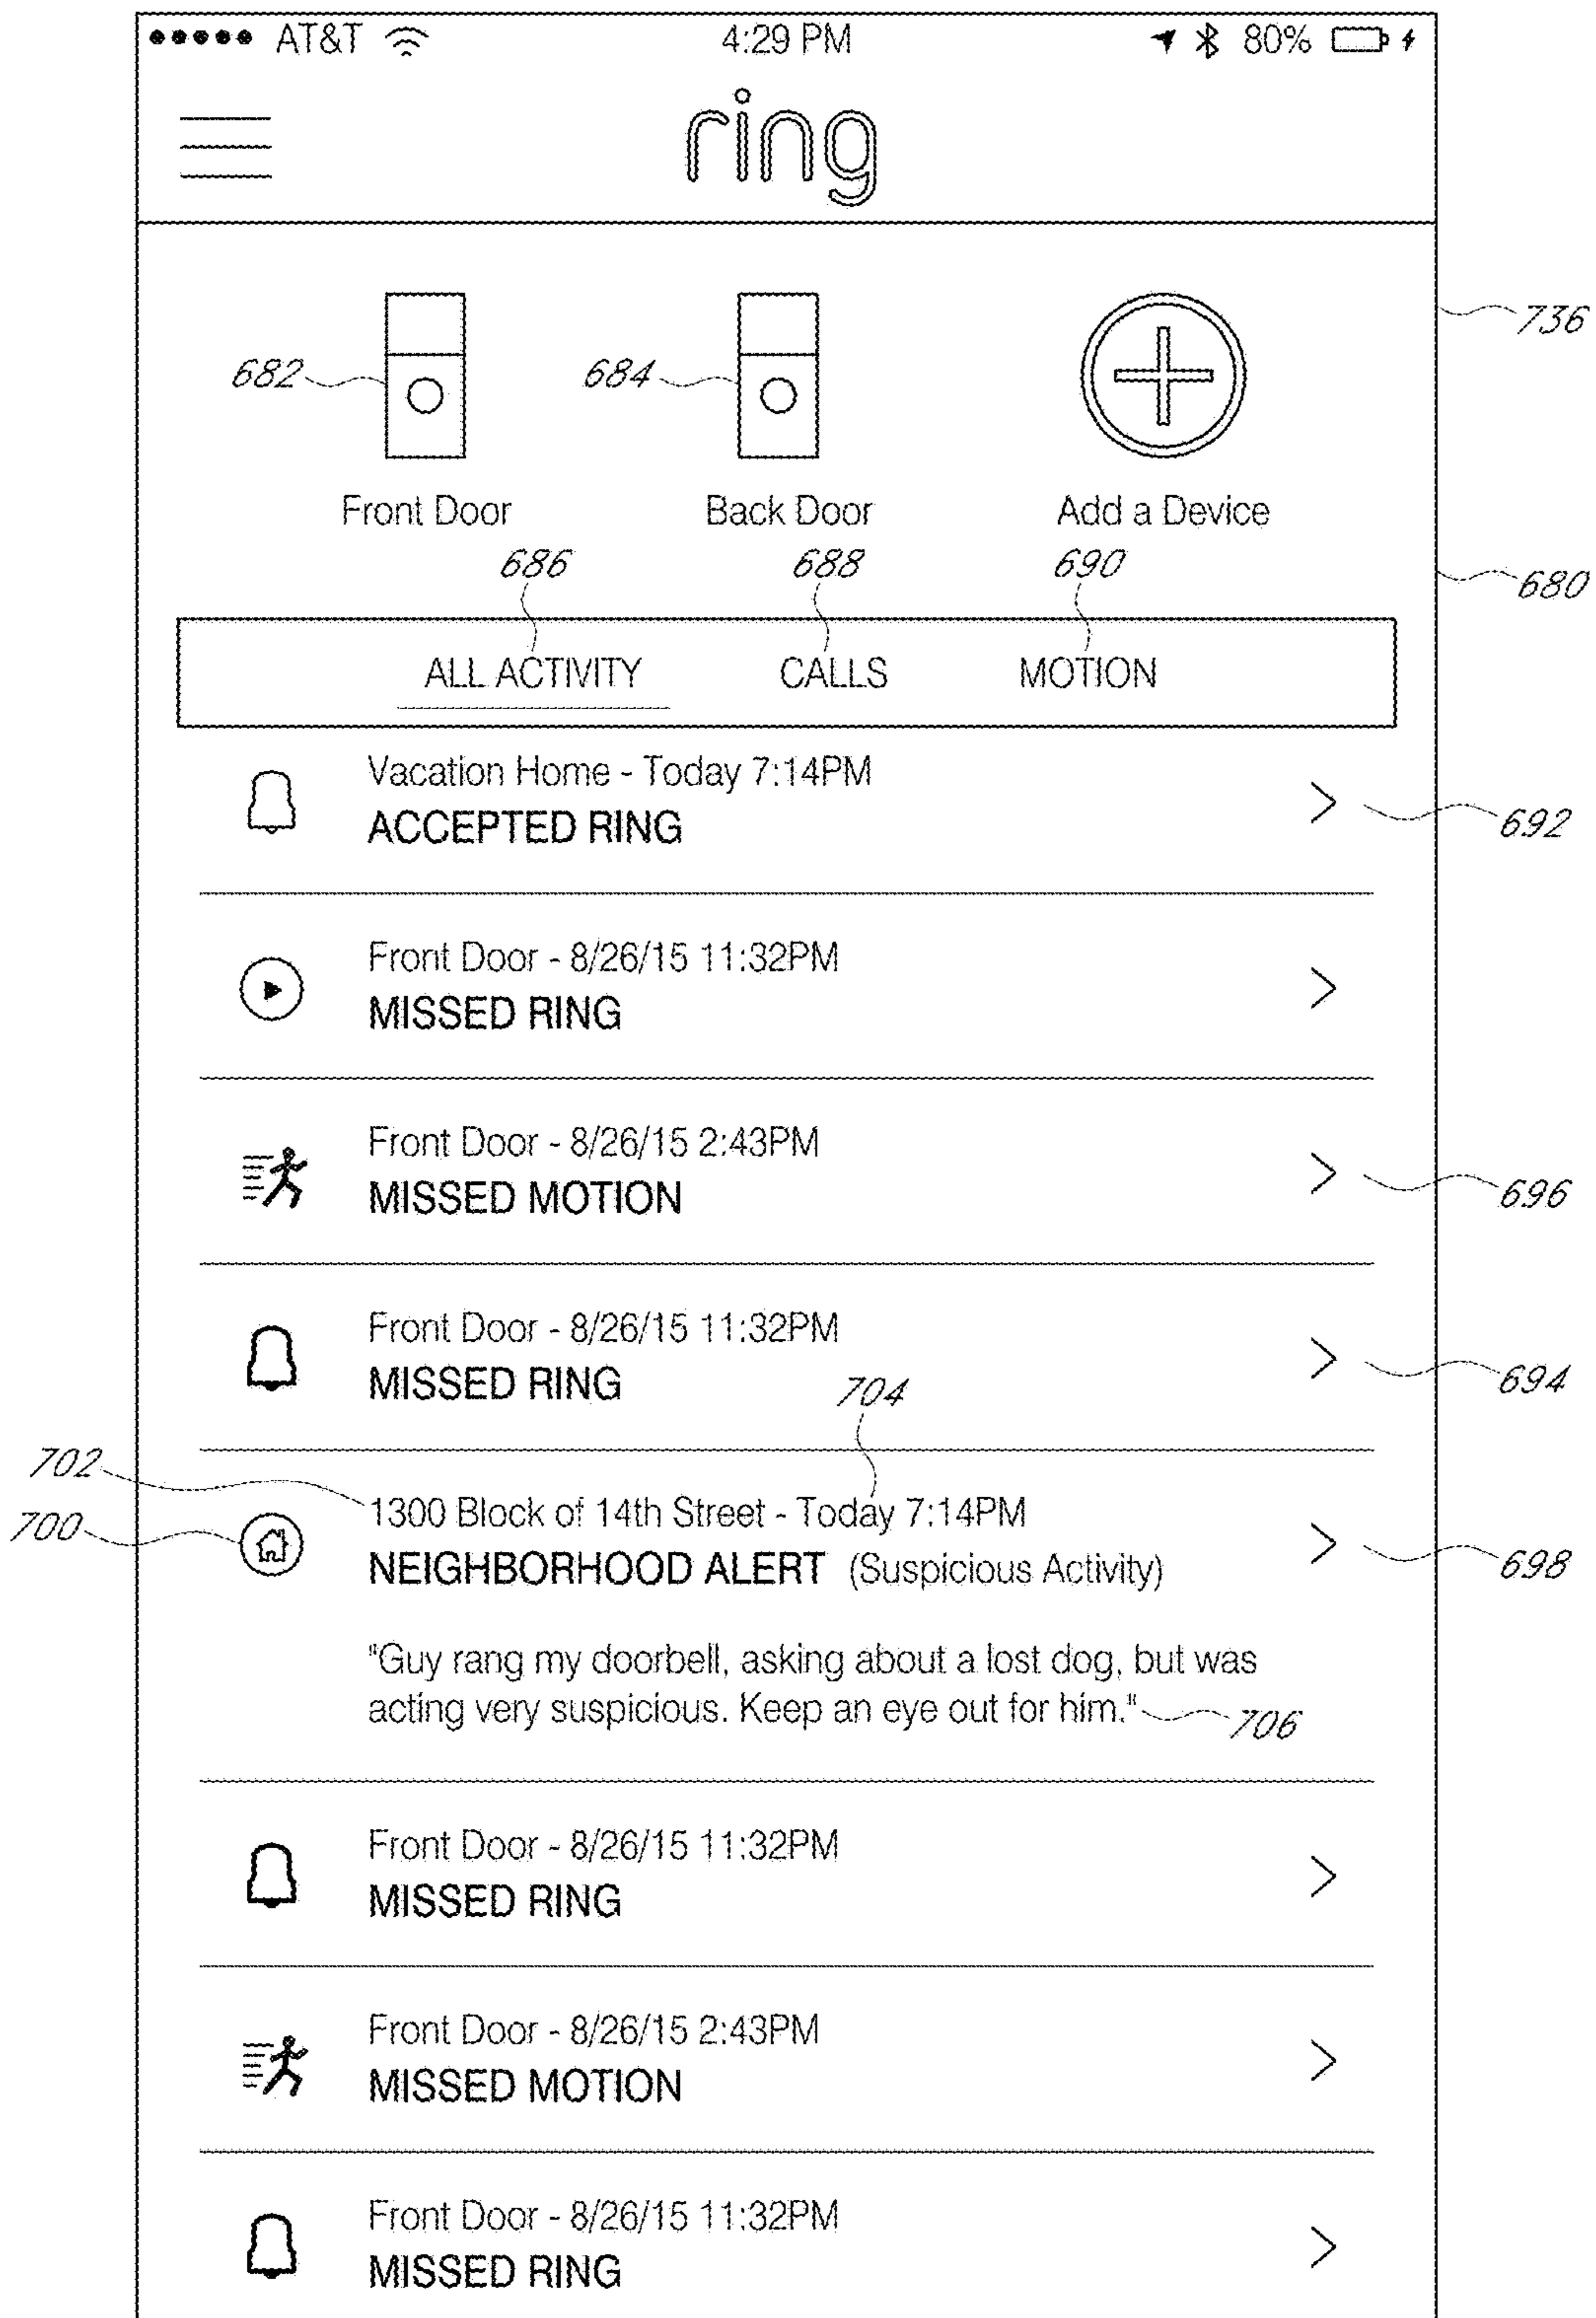 AT&T 4:29 PM 80%
ring
736
682 684
Front Door Back Door Add a Device
686 688 690
680
ALL ACTIVITY CALLS MOTION
Vacation Home - Today 7:14PM
ACCEPTED RING
692
Front Door - 8/26/15 11:32PM
MISSED RING
Front Door - 8/26/15 2:43PM
MISSED MOTION
696
Front Door - 8/26/15 11:32PM
MISSED RING
694
704
702
1300 Block of 14th Street - Today 7:14PM
700
NEIGHBORHOOD ALERT (Suspicious Activity)
698
"Guy rang my doorbell, asking about a lost dog, but was
acting very suspicious. Keep an eye out for him."
706
Front Door - 8/26/15 11:32PM
MISSED RING
Front Door - 8/26/15 2:43PM
MISSED MOTION
Front Door - 8/26/15 11:32PM
MISSED RING